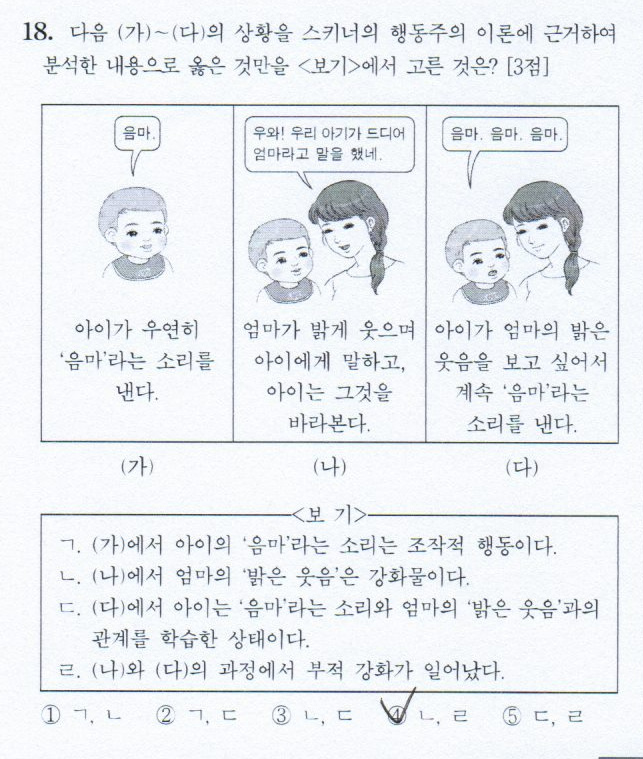 18. 다음 (가)~(다)의 상황을 스키너의 행동주의 이론에 근거하여
분석한 내용으로 옳은 것만을 <보기>에서 고른 것은? [3점]
음마.
우와! 우리 아기가 드디어
엄마라고 말을 했네.
음마. 음마. 음마.
아이가 우연히
‘음마’라는 소리를
낸다.
엄마가 밝게 웃으며
아이에게 말하고,
아이는 그것을
바라본다.
아이가 엄마의 밝은
웃음을 보고 싶어서
계속 ‘음마’라는
소리를 낸다.
(가)
(나)
(다)
<보 기>
ㄱ. (가)에서 아이의 ‘음마’라는 소리는 조작적 행동이다.
ㄴ. (나)에서 엄마의 ‘밝은 웃음’은 강화물이다.
ㄷ. (다)에서 아이는 ‘음마’라는 소리와 엄마의 ‘밝은 웃음’과의
관계를 학습한 상태이다.
ㄹ. (나)와 (다)의 과정에서 부적 강화가 일어났다.
① ㄱ, ㄴ ② ㄱ, ㄷ ③ ㄴ, ㄷ ④ ㄴ, ㄹ ⑤ ㄷ, ㄹ